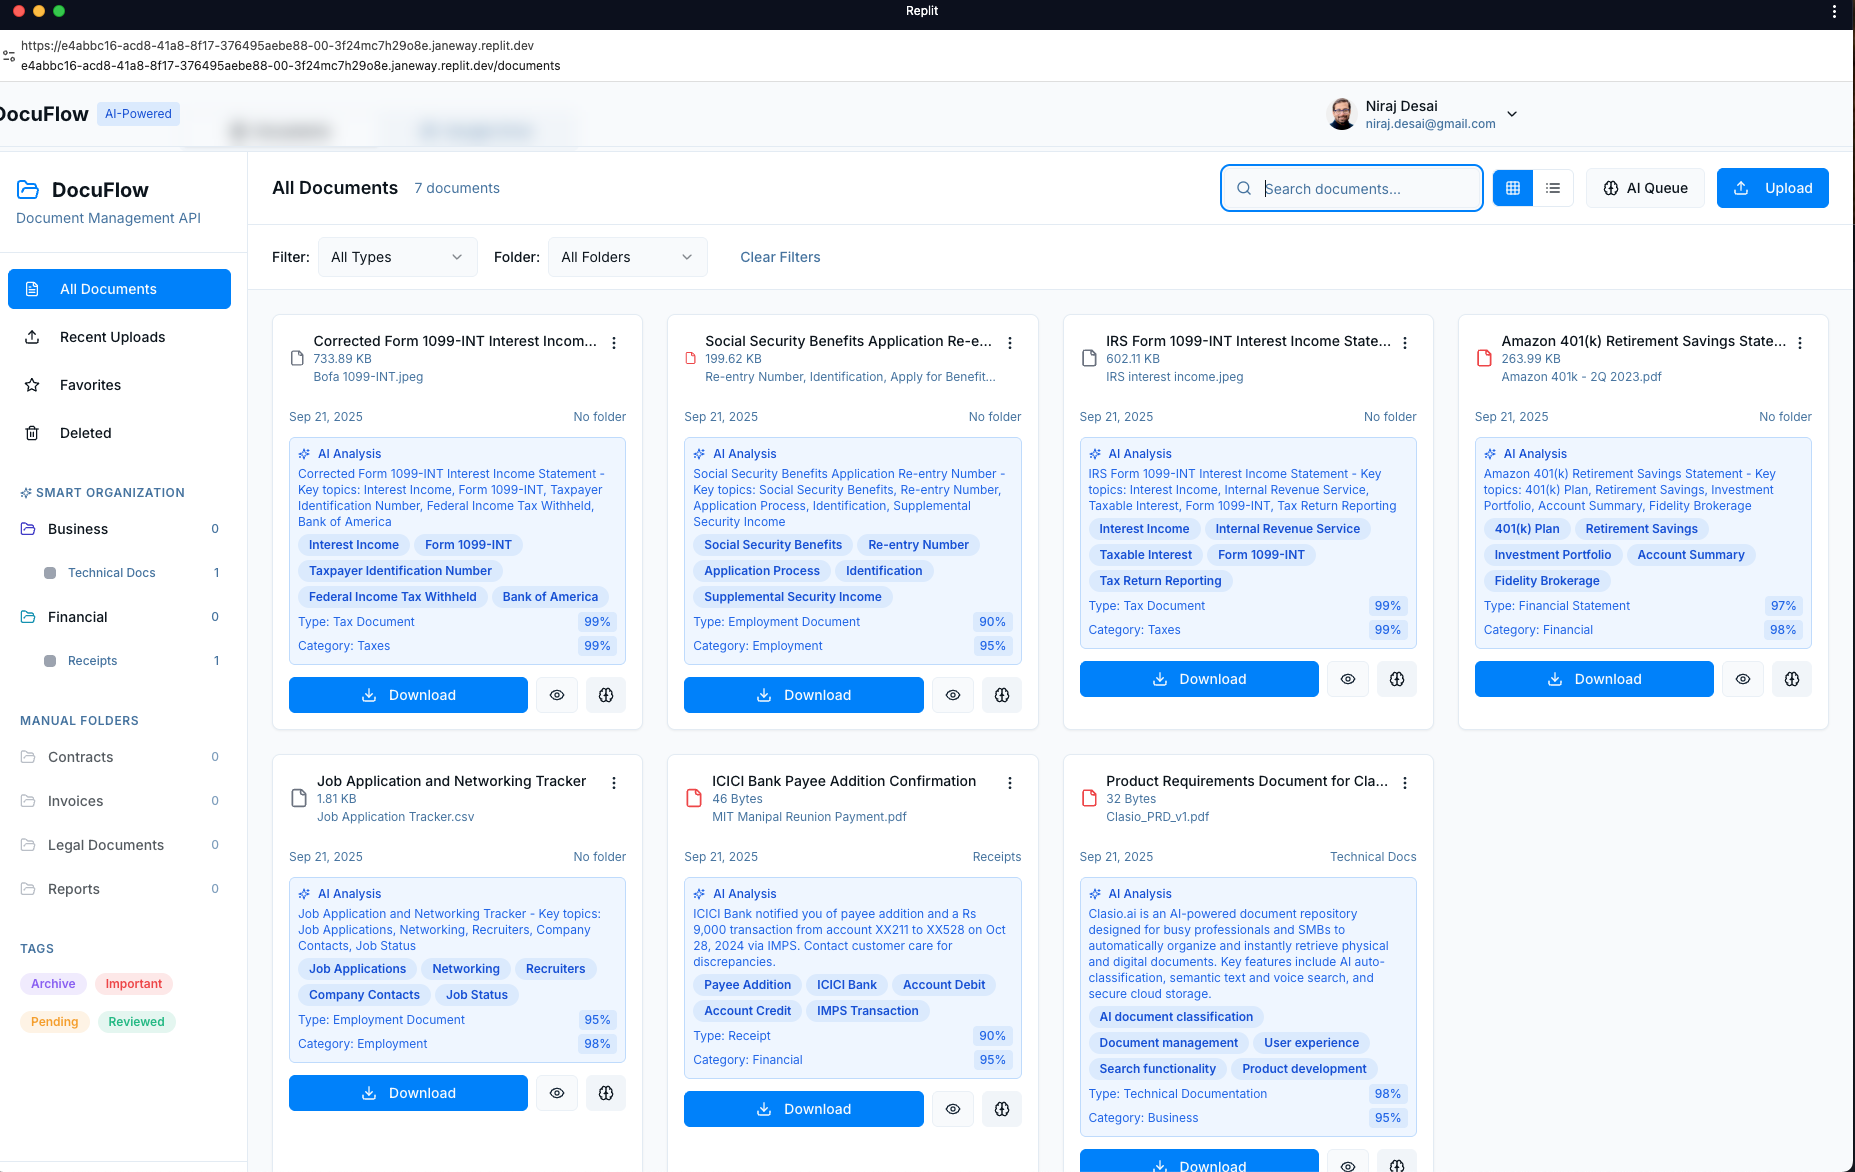 Replit
https://e4abbc16-acd8-41a8-8f17-376495aebe88-00-3f24mc7h29o8e.janeway.replit.dev
e4abbc16-acd8-41a8-8f17-376495aebe88-00-3f24mc7h29o8e.janeway.replit.dev/documents
DocuFlow AI-Powered
Niraj Desai
niraj.desai@gmail.com
DocuFlow
Document Management API
All Documents
Recent Uploads
Favorites
Deleted
SMART ORGANIZATION
Business 0
Technical Docs 1
Financial 0
Receipts 1
MANUAL FOLDERS
Contracts 0
Invoices 0
Legal Documents 0
Reports 0
TAGS
Archive Important
Pending Reviewed
All Documents 7 documents
Search documents...
AI Queue
Upload
Filter: All Types Folder: All Folders Clear Filters
Corrected Form 1099-INT Interest Incom...
733.89 KB
Bofa 1099-INT.jpeg
Sep 21, 2025 No folder
AI Analysis
Corrected Form 1099-INT Interest Income Statement -
Key topics: Interest Income, Form 1099-INT, Taxpayer
Identification Number, Federal Income Tax Withheld,
Bank of America
Interest Income Form 1099-INT
Taxpayer Identification Number
Federal Income Tax Withheld Bank of America
Type: Tax Document 99%
Category: Taxes 99%
Download
Social Security Benefits Application Re-e...
199.62 KB
Re-entry Number, Identification, Apply for Benefit...
Sep 21, 2025 No folder
AI Analysis
Social Security Benefits Application Re-entry Number -
Key topics: Social Security Benefits, Re-entry Number,
Application Process, Identification, Supplemental
Security Income
Social Security Benefits Re-entry Number
Application Process Identification
Supplemental Security Income
Type: Employment Document 90%
Category: Employment 95%
Download
IRS Form 1099-INT Interest Income State...
602.11 KB
IRS interest income.jpeg
Sep 21, 2025 No folder
AI Analysis
IRS Form 1099-INT Interest Income Statement - Key
topics: Interest Income, Internal Revenue Service,
Taxable Interest, Form 1099-INT, Tax Return Reporting
Interest Income Internal Revenue Service
Taxable Interest Form 1099-INT
Tax Return Reporting
Type: Tax Document 99%
Category: Taxes 99%
Download
Amazon 401(k) Retirement Savings State...
263.99 KB
Amazon 401k - 2Q 2023.pdf
Sep 21, 2025 No folder
AI Analysis
Amazon 401(k) Retirement Savings Statement - Key
topics: 401(k) Plan, Retirement Savings, Investment
Portfolio, Account Summary, Fidelity Brokerage
401(k) Plan Retirement Savings
Investment Portfolio Account Summary
Fidelity Brokerage
Type: Financial Statement 97%
Category: Financial 98%
Download
Job Application and Networking Tracker
1.81 KB
Job Application Tracker.csv
Sep 21, 2025 No folder
AI Analysis
Job Application and Networking Tracker - Key topics:
Job Applications, Networking, Recruiters, Company
Contacts, Job Status
Job Applications Networking Recruiters
Company Contacts Job Status
Type: Employment Document 95%
Category: Employment 98%
Download
ICICI Bank Payee Addition Confirmation
46 Bytes
MIT Manipal Reunion Payment.pdf
Sep 21, 2025 Receipts
AI Analysis
ICICI Bank notified you of payee addition and a Rs
9,000 transaction from account XX211 to XX528 on Oct
28, 2024 via IMPS. Contact customer care for
discrepancies.
Payee Addition ICICI Bank Account Debit
Account Credit IMPS Transaction
Type: Receipt 90%
Category: Financial 95%
Download
Product Requirements Document for Cla...
32 Bytes
Clasio_PRD_v1.pdf
Sep 21, 2025 Technical Docs
AI Analysis
Clasio.ai is an AI-powered document repository
designed for busy professionals and SMBs to
automatically organize and instantly retrieve physical
and digital documents. Key features include AI auto-
classification, semantic text and voice search, and
secure cloud storage.
AI document classification
Document management User experience
Search functionality Product development
Type: Technical Documentation 98%
Category: Business 95%
Download